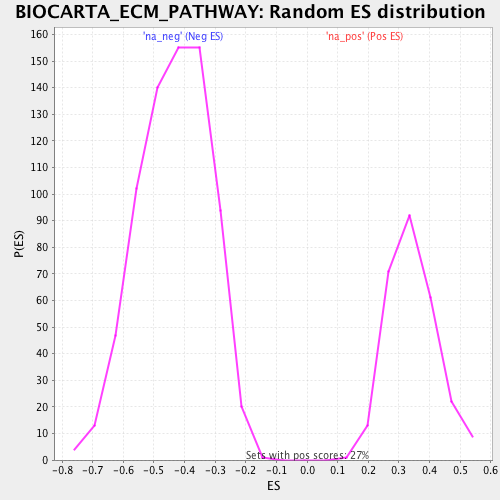 BIOCARTA_ECM_PATHWAY: Random ES distribution
'na_neg' (Neg ES)
'na_pos' (Pos ES)
160
150
140
130
120
110
100
90
80
70
60
50
40
30
20
10
0
P(ES)
Sets with pos scores: 27%
-0.8 -0.7 -0.6 -0.5 -0.4 -0.3 -0.2 -0.1 0.0 0.1 0.2 0.3 0.4 0.5 0.6
ES